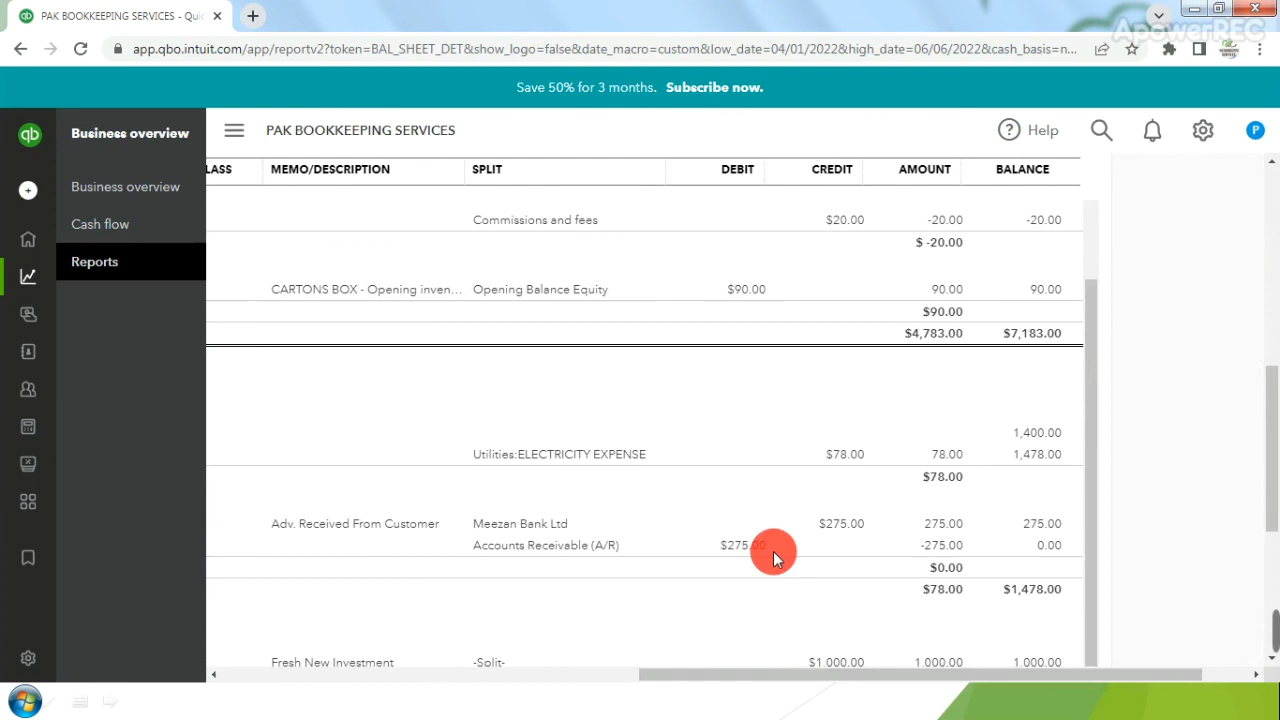 PAK BOOKKEEPING SERVICES - Quic
ApowerREC
app.qbo.intuit.com/app/reportv2?token=BAL_SHEET_DET&show_logo=false&date_macro=custom&low_date=04/01/2022&high_date=06/06/2022&cash_basis=n...
Save 50% for 3 months. Subscribe now.
qb Business overview PAK BOOKKEEPING SERVICES Help P
LASS MEMO/DESCRIPTION SPLIT DEBIT CREDIT AMOUNT BALANCE
Business overview
Commissions and fees $20.00 -20.00 -20.00
Cash flow
$ -20.00
Reports
CARTONS BOX - Opening inven... Opening Balance Equity $90.00 90.00 90.00
$90.00
$4,783.00 $7,183.00
1,400.00
Utilities:ELECTRICITY EXPENSE $78.00 78.00 1,478.00
$78.00
Adv. Received From Customer Meezan Bank Ltd $275.00 275.00 275.00
Accounts Receivable (A/R) $275.00 -275.00 0.00
$0.00
$78.00 $1,478.00
Fresh New Investment -Split- $1,000.00 1,000.00 1,000.00